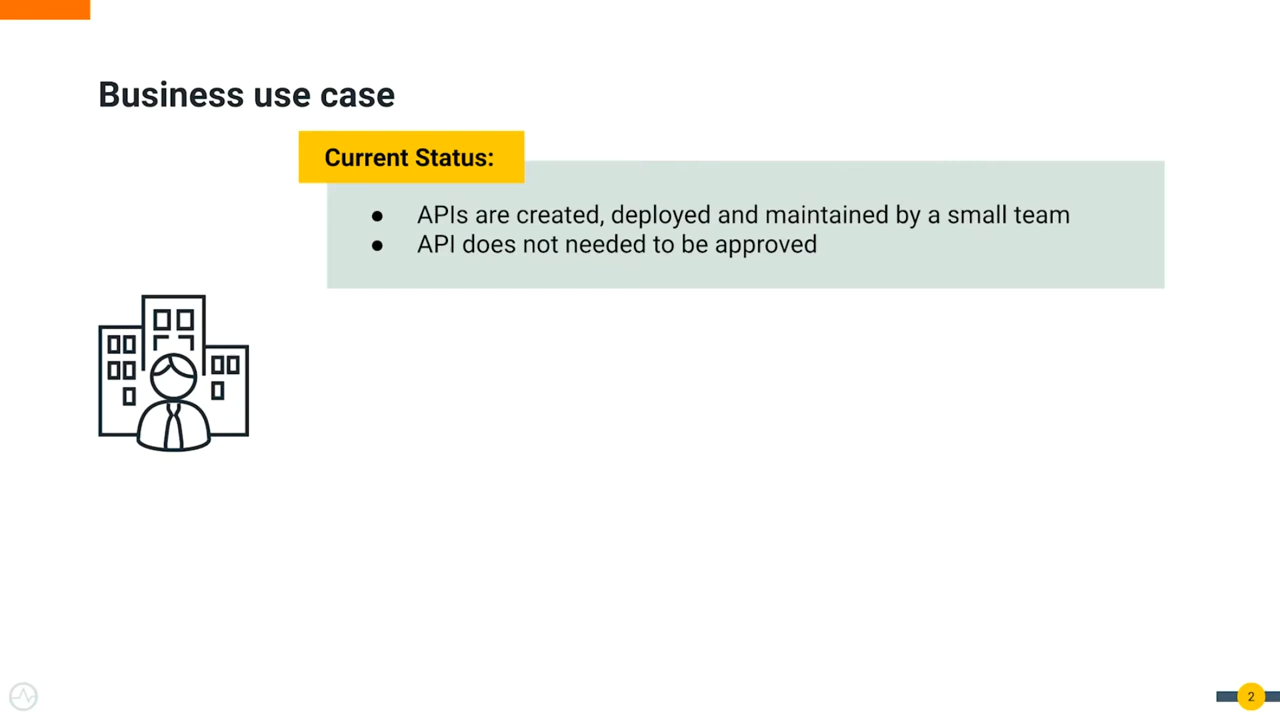 Business use case
Current Status:
● APIs are created, deployed and maintained by a small team
● API does not needed to be approved
2